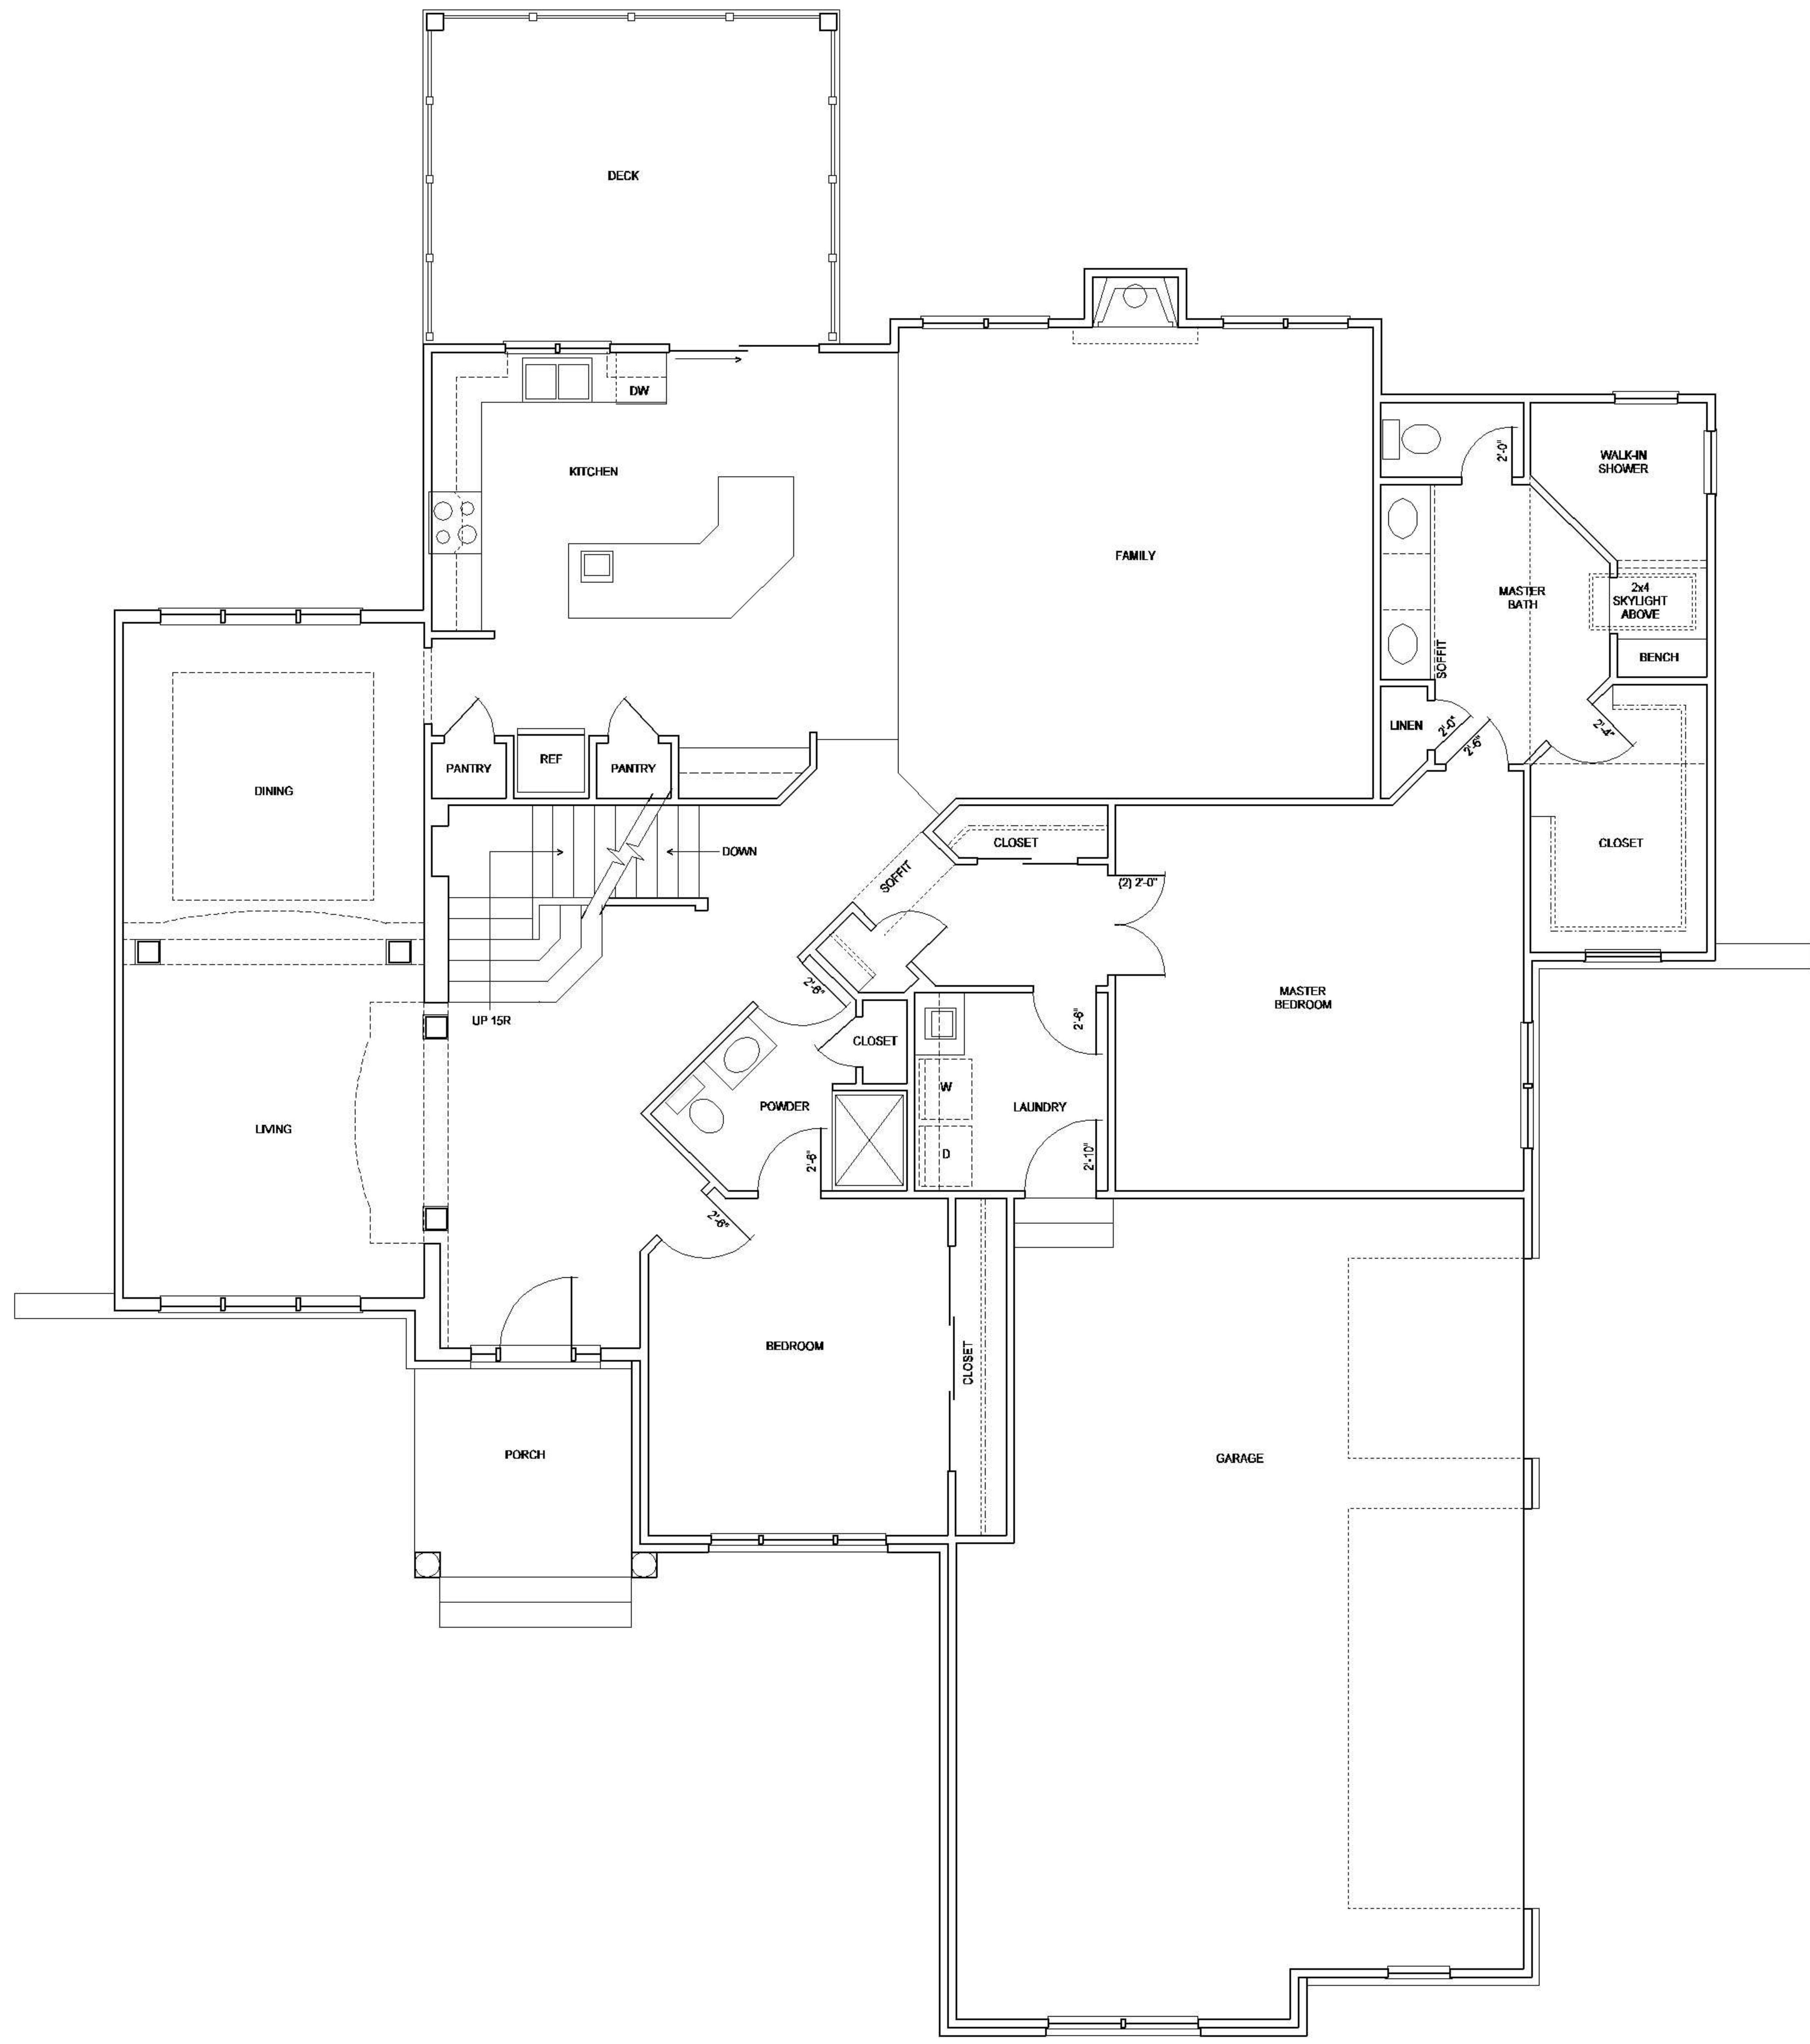 DECK
DW
KITCHEN
2'-0"
WALK-IN
SHOWER
FAMILY
MASTER
BATH
2x4
SKYLIGHT
ABOVE
SOFFIT
BENCH
LINEN
2'-0"
2'-6"
2'-4"
PANTRY
REF
PANTRY
DINING
DOWN
CLOSET
CLOSET
SOFFIT
(2) 2'-0"
2'-6"
MASTER
BEDROOM
UP 15R
2'-6"
CLOSET
W
LAUNDRY
POWDER
LIVING
2'-6"
D
2'-10"
2'-6"
BEDROOM
CLOSET
PORCH
GARAGE